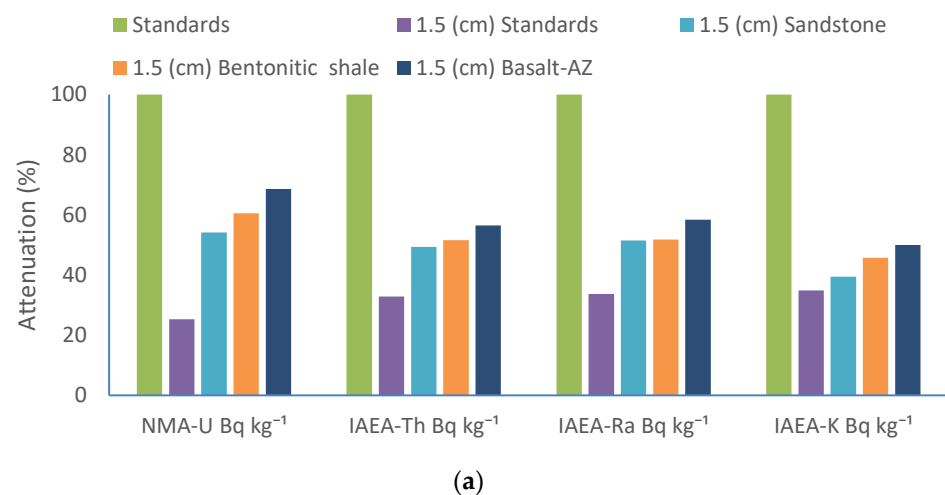 Standards 1.5 (cm) Standards 1.5 (cm) Sandstone
1.5 (cm) Bentonitic shale 1.5 (cm) Basalt-AZ
100
80
60
40
20
0
Attenuation (%)
NMA-U Bq kg⁻¹ IAEA-Th Bq kg⁻¹ IAEA-Ra Bq kg⁻¹ IAEA-K Bq kg⁻¹
(a)